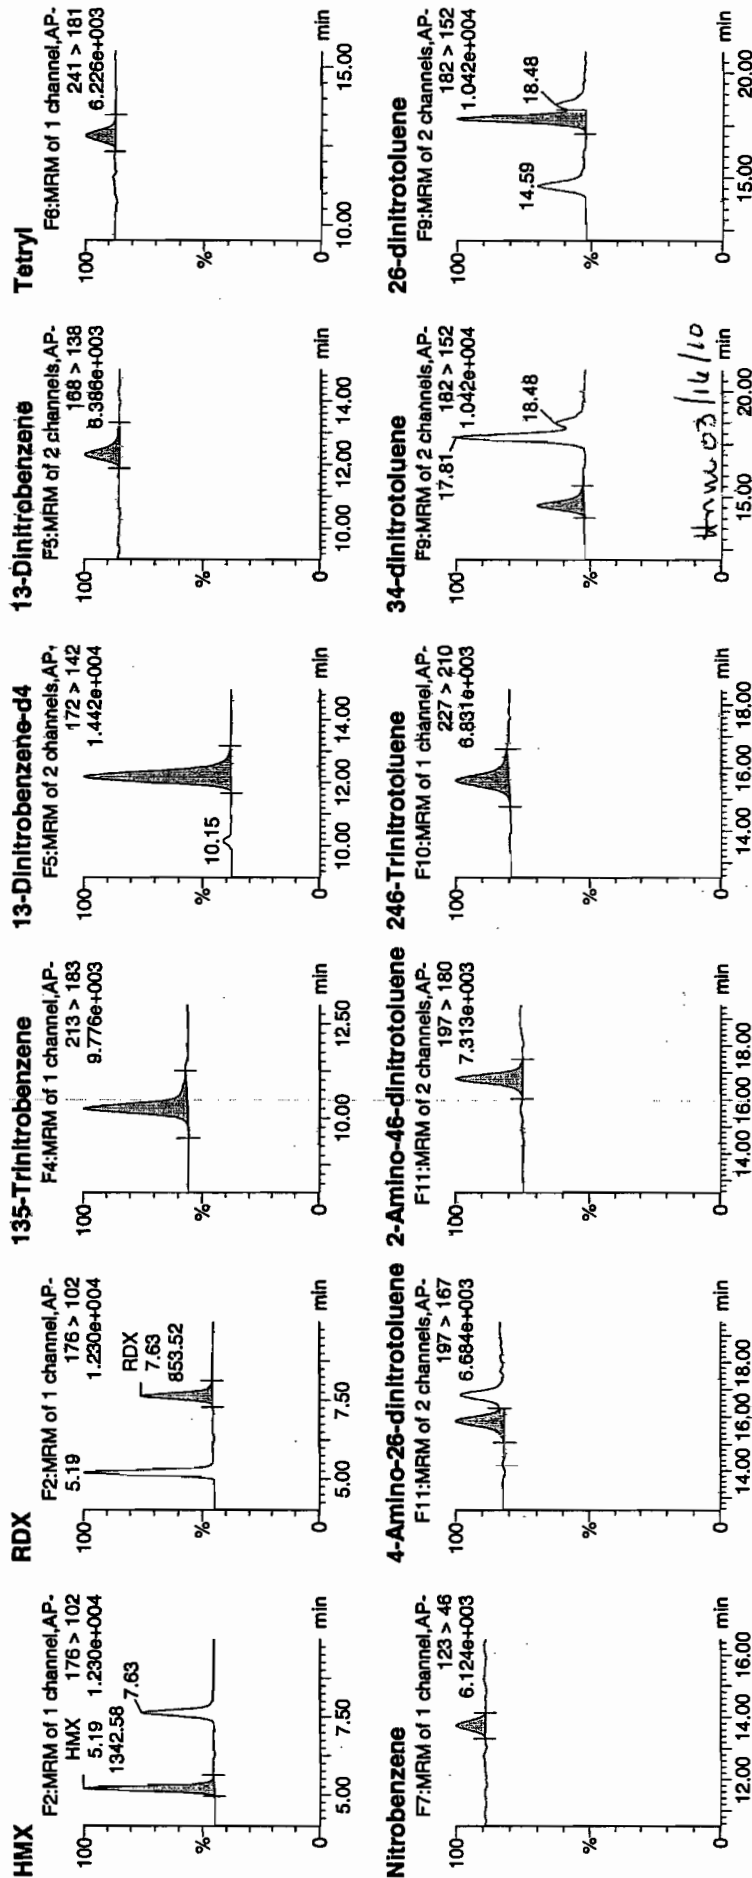 HMX
F2:MRM of 1 channel,AP-
176 > 102
1.230e+004
HMX
5.19
1342.58
7.63
100
%
0
5.00
7.50
min
RDX
F2:MRM of 1 channel,AP-
176 > 102
1.230e+004
5.19
RDX
7.63
853.52
100
%
0
5.00
7.50
min
135-Trinitrobenzene
F4:MRM of 1 channel,AP-
213 > 183
9.776e+003
100
%
0
10.00
12.50
min
13-Dinitrobenzene-d4
F5:MRM of 2 channels,AP-
172 > 142
1.442e+004
10.15
100
%
0
10.00
12.00
14.00
min
13-Dinitrobenzene
F5:MRM of 2 channels,AP-
168 > 138
6.386e+003
100
%
0
10.00
12.00
14.00
min
Tetryl
F6:MRM of 1 channel,AP-
241 > 181
6.226e+003
100
%
0
10.00
15.00
min
Nitrobenzene
F7:MRM of 1 channel,AP-
123 > 46
6.124e+003
100
%
0
12.00
14.00
16.00
min
4-Amino-26-dinitrotoluene
F11:MRM of 2 channels,AP-
197 > 167
6.684e+003
100
%
0
14.00
16.00
18.00
min
2-Amino-46-dinitrotoluene
F11:MRM of 2 channels,AP-
197 > 180
7.313e+003
100
%
0
14.00
16.00
18.00
min
246-Trinitrotoluene
F10:MRM of 1 channel,AP-
227 > 210
6.831e+003
100
%
0
14.00
16.00
18.00
min
34-dinitrotoluene
F9:MRM of 2 channels,AP-
182 > 152
1.042e+004
17.81
18.48
100
%
0
15.00
20.00
min
03/16/10
26-dinitrotoluene
F9:MRM of 2 channels,AP-
182 > 152
1.042e+004
14.59
18.48
100
%
0
15.00
20.00
min